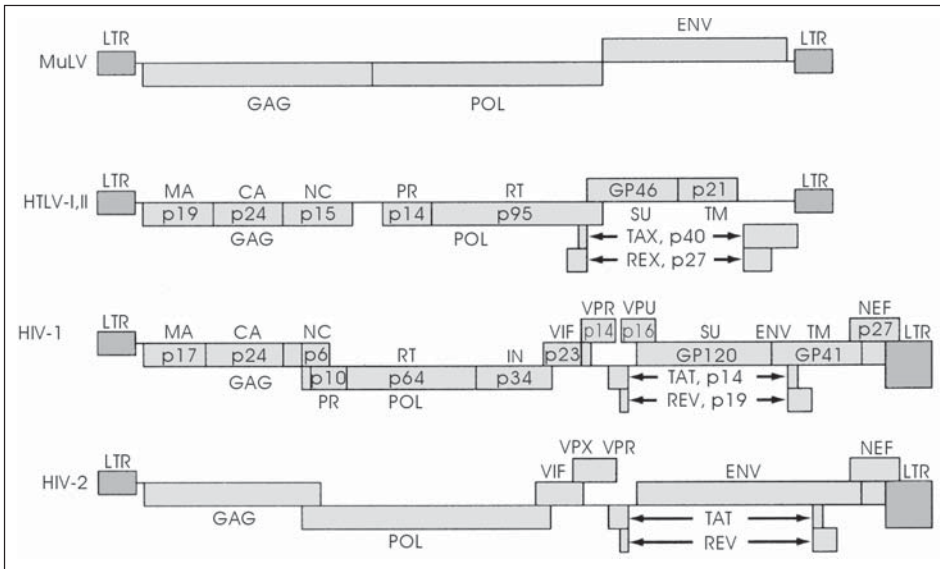 ENV
LTR LTR
MuLV
GAG POL
LTR MA CA NC PR RT GP46 p21 LTR
HTLV-I,II p19 p24 p15 p14 p95 SU TM
GAG POL TAX, p40
REX, p27
VPR VPU NEF
LTR MA CA NC VIF p14 p16 SU ENV TM p27 LTR
HIV-1 p17 p24 p6 RT IN p23 GP120 GP41
GAG p10 p64 p34 TAT, p14
PR POL REV, p19
VPX VPR
LTR VIF ENV NEF LTR
HIV-2
GAG TAT
POL REV